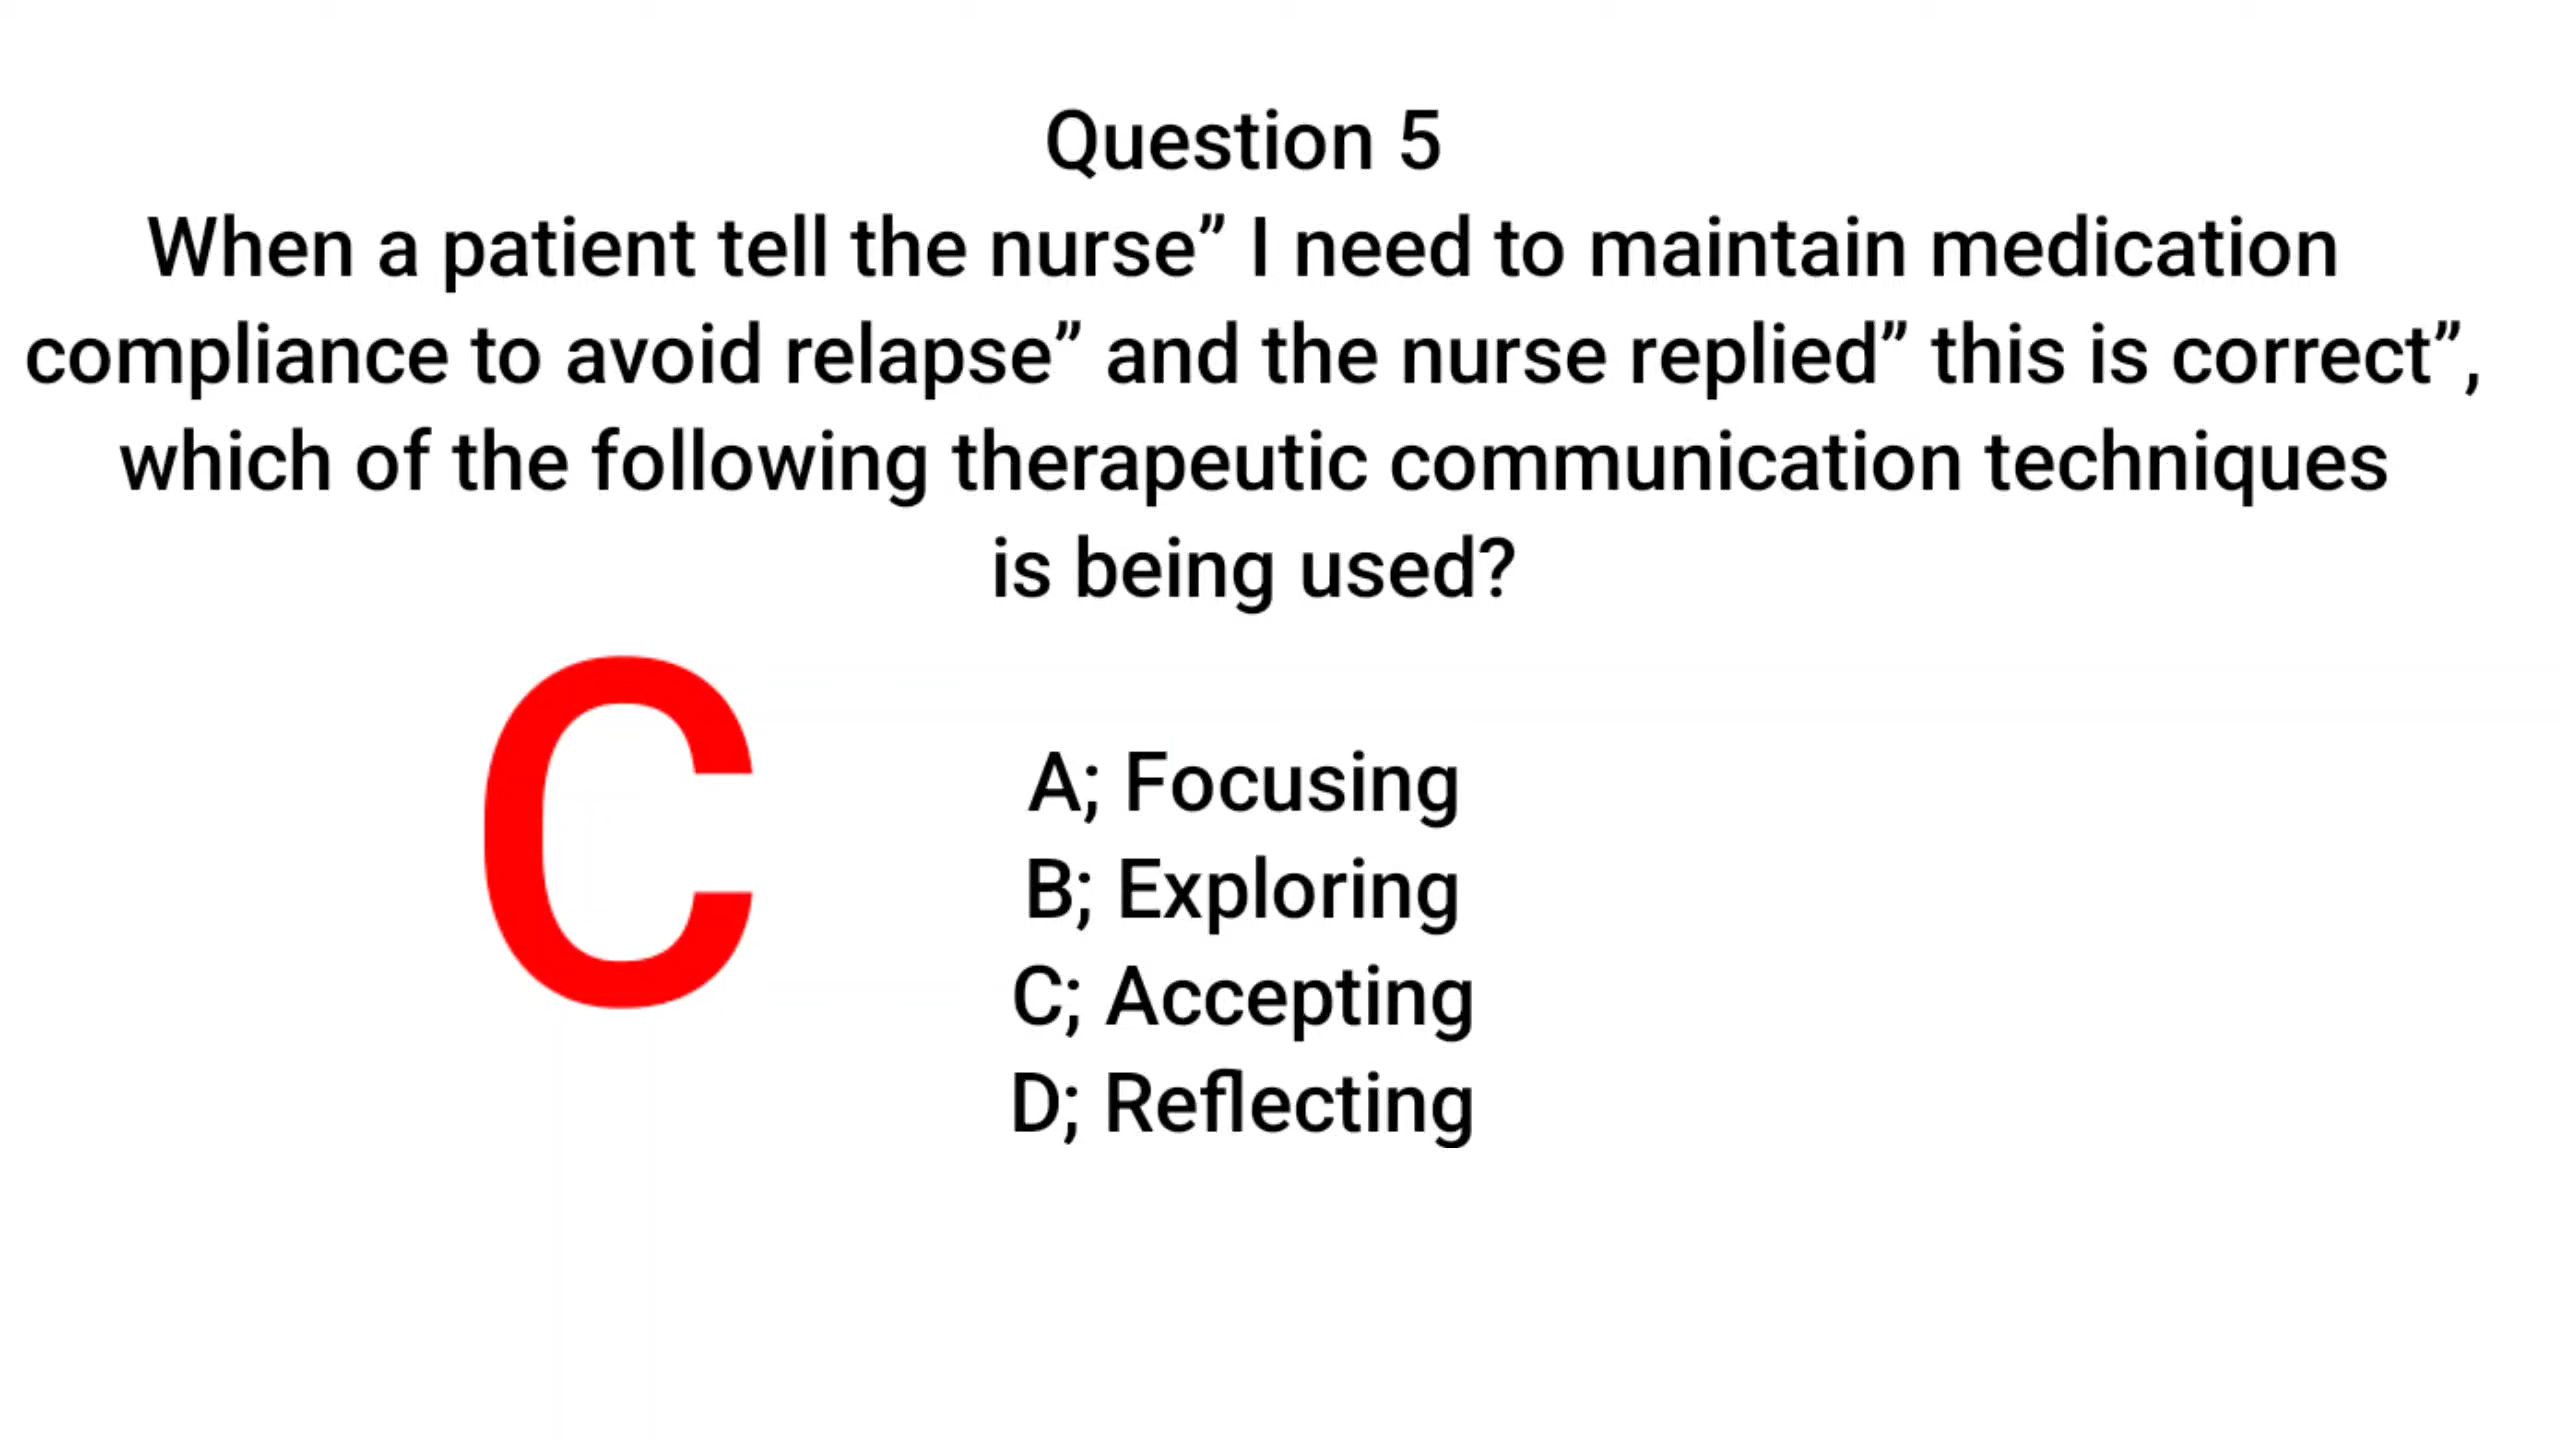 Question 5
When a patient tell the nurse” I need to maintain medication
compliance to avoid relapse” and the nurse replied” this is correct”,
which of the following therapeutic communication techniques
is being used?
C
A; Focusing
B; Exploring
C; Accepting
D; Reflecting